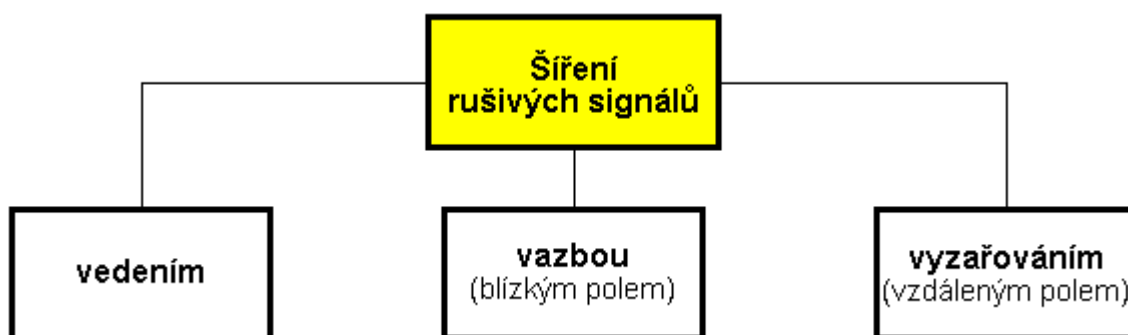 Šíření
rušivých signálů
vedením
vazbou
(blízkým polem)
vyzařováním
(vzdáleným polem)